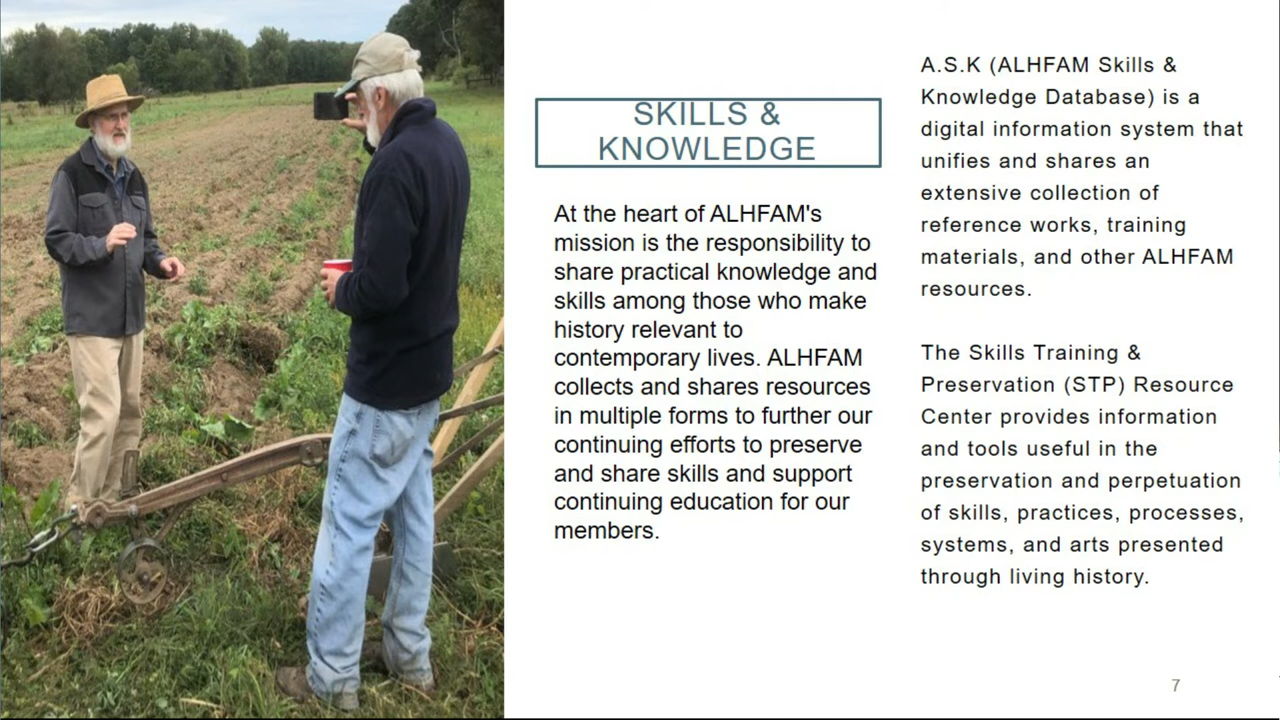 SKILLS &
KNOWLEDGE
At the heart of ALHFAM's
mission is the responsibility to
share practical knowledge and
skills among those who make
history relevant to
contemporary lives. ALHFAM
collects and shares resources
in multiple forms to further our
continuing efforts to preserve
and share skills and support
continuing education for our
members.
A.S.K (ALHFAM Skills &
Knowledge Database) is a
digital information system that
unifies and shares an
extensive collection of
reference works, training
materials, and other ALHFAM
resources.
The Skills Training &
Preservation (STP) Resource
Center provides information
and tools useful in the
preservation and perpetuation
of skills, practices, processes,
systems, and arts presented
through living history.
7